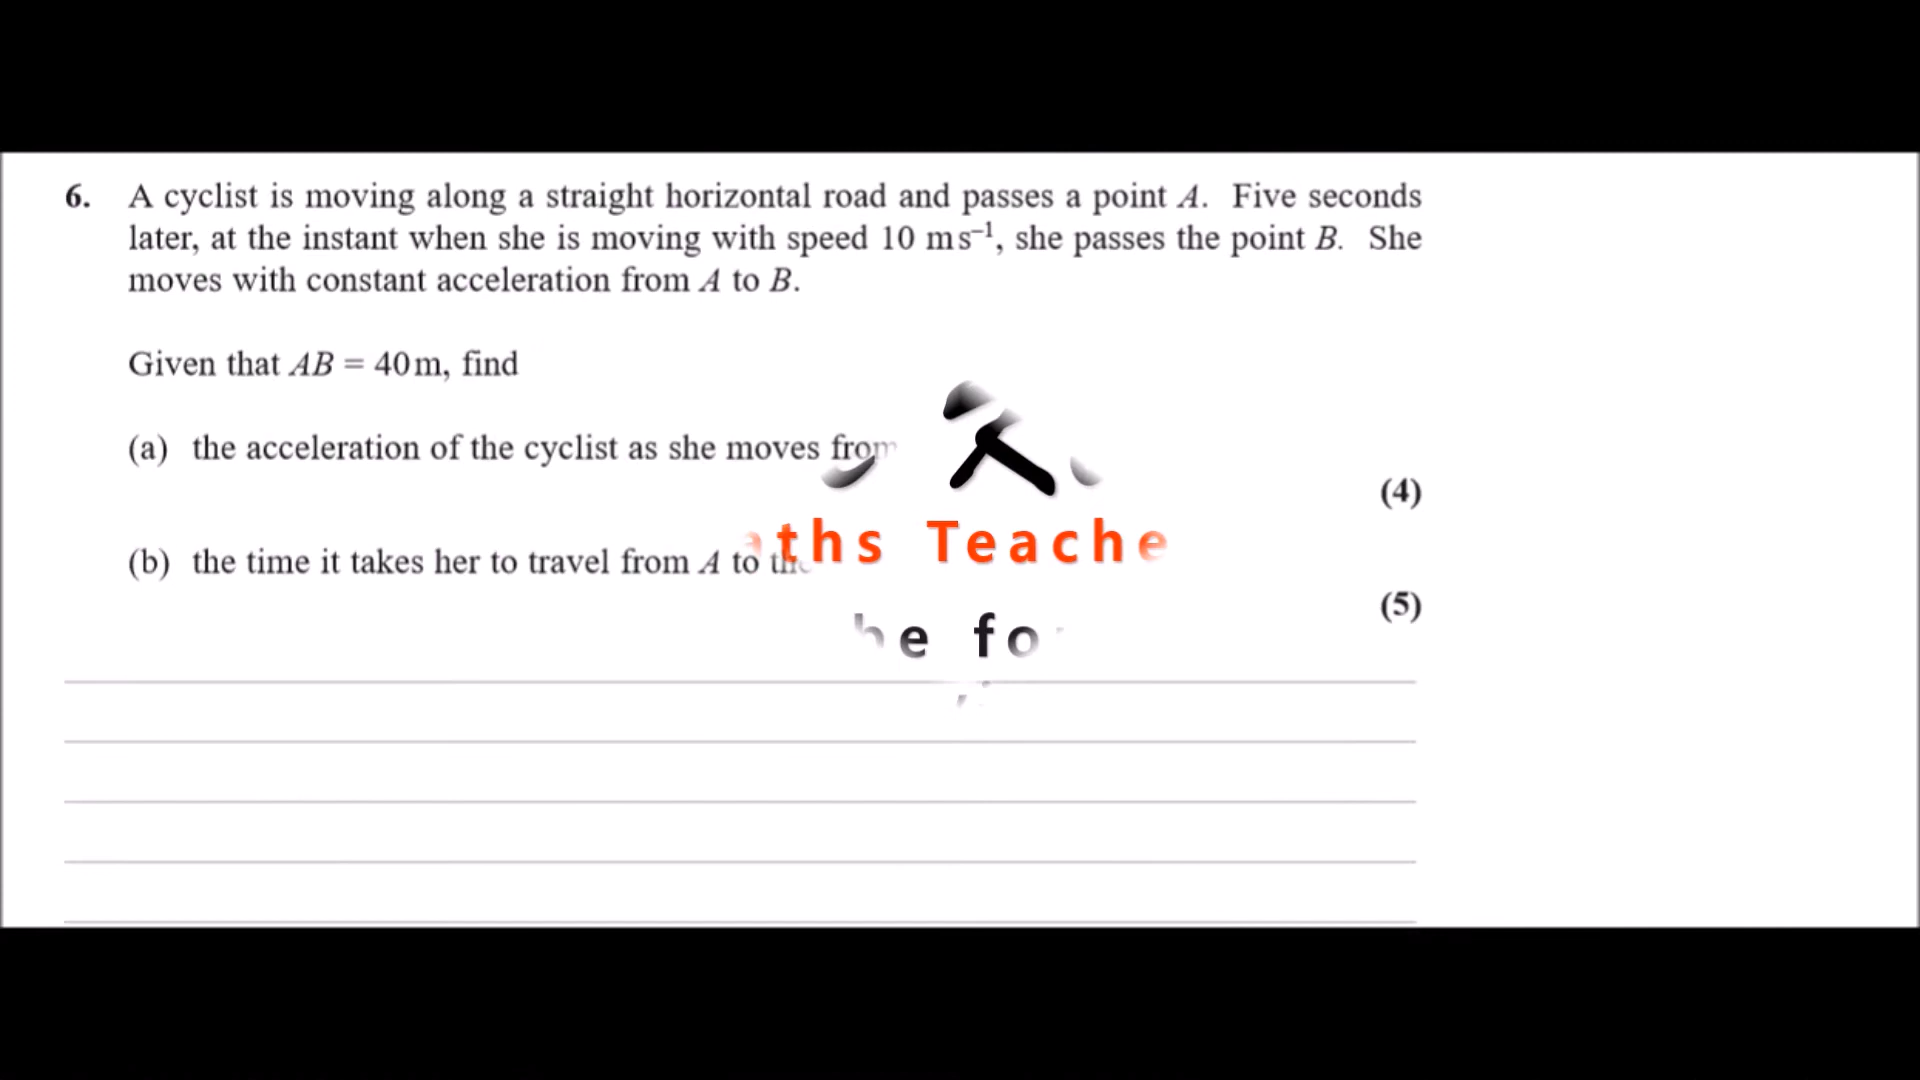 6. A cyclist is moving along a straight horizontal road and passes a point A. Five seconds
later, at the instant when she is moving with speed 10 m s⁻¹, she passes the point B. She
moves with constant acceleration from A to B.
Given that AB = 40 m, find
(a) the acceleration of the cyclist as she moves from
(4)
(b) the time it takes her to travel from A to
ths Teache
(5)
he fo